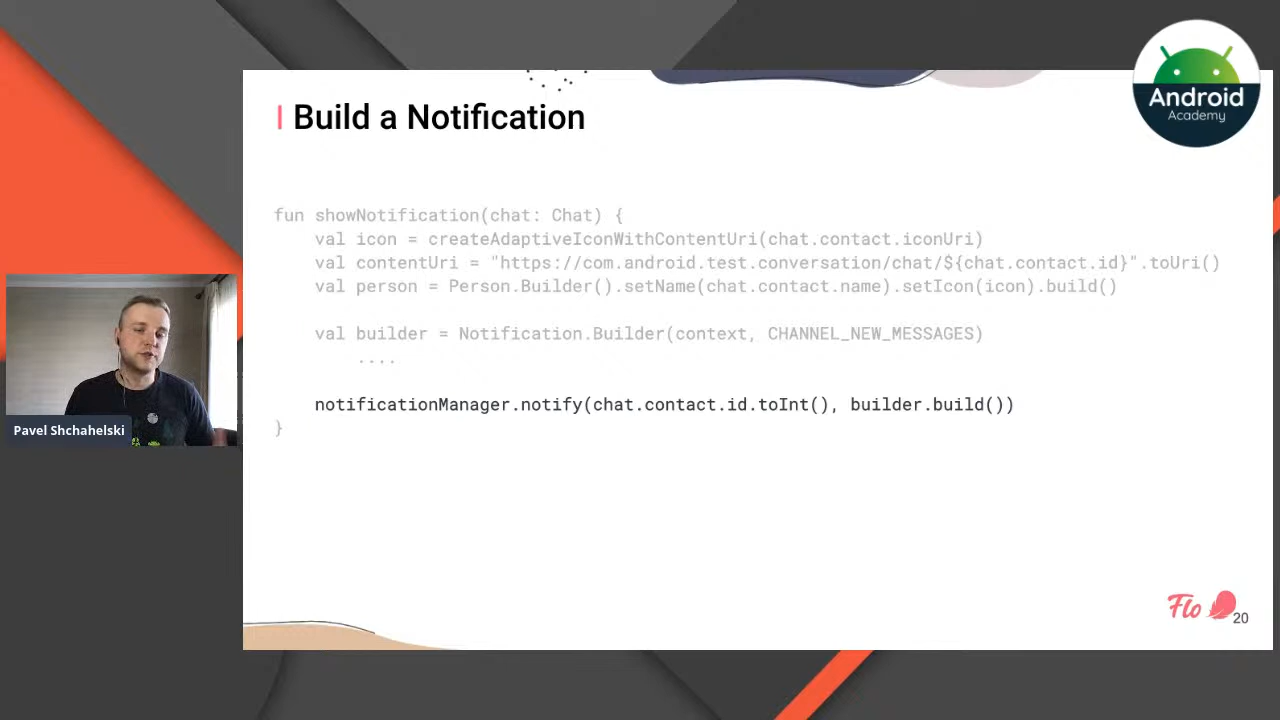 Android
Academy
Build a Notification
fun showNotification(chat: Chat) {
val icon = createAdaptiveIconWithContentUri(chat.contact.iconUri)
val contentUri = "https://com.android.test.conversation/chat/${chat.contact.id}".toUri()
val person = Person.Builder().setName(chat.contact.name).setIcon(icon).build()
val builder = Notification.Builder(context, CHANNEL_NEW_MESSAGES)
....
notificationManager.notify(chat.contact.id.toInt(), builder.build())
}
Pavel Shchahelski
Flo
20